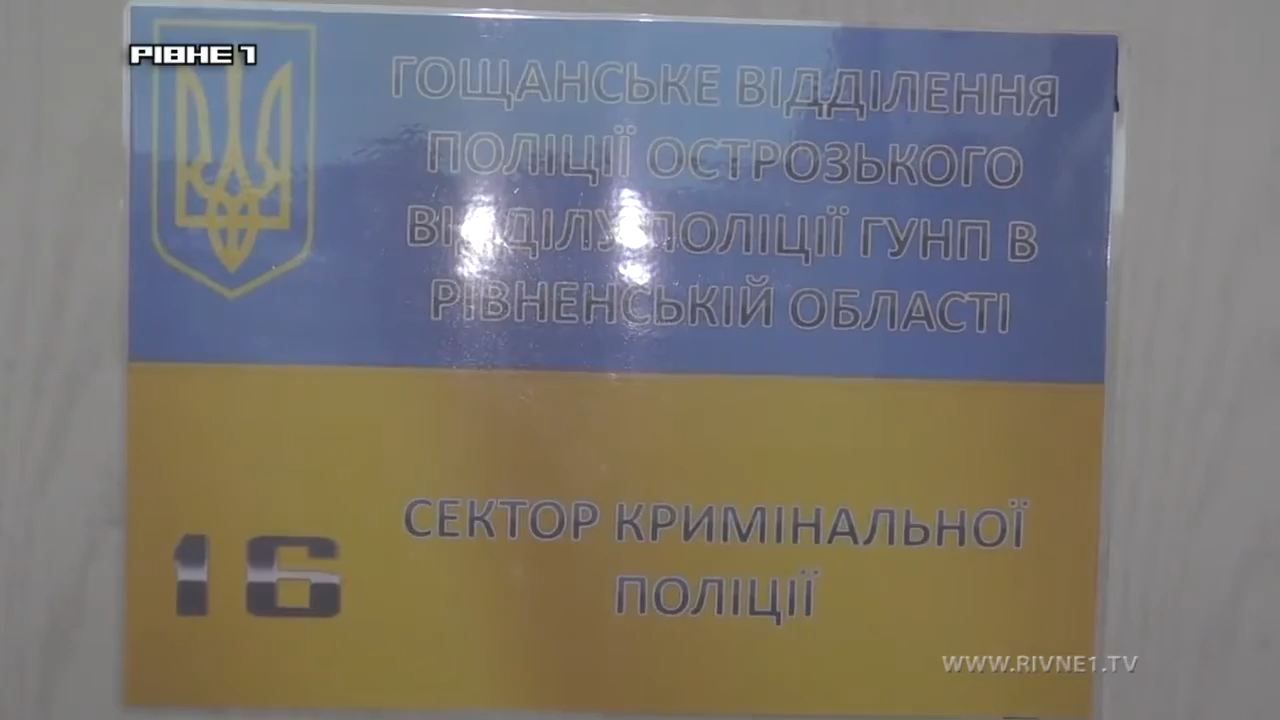 РІВНЕ 1
ГОЩАНСЬКЕ ВІДДІЛЕННЯ
ПОЛІЦІЇ ОСТРОЗЬКОГО
ВІДДІЛУ ПОЛІЦІЇ ГУНП В
РІВНЕНСЬКІЙ ОБЛАСТІ
СЕКТОР КРИМІНАЛЬНОЇ
ПОЛІЦІЇ
16
WWW.RIVNE1.TV